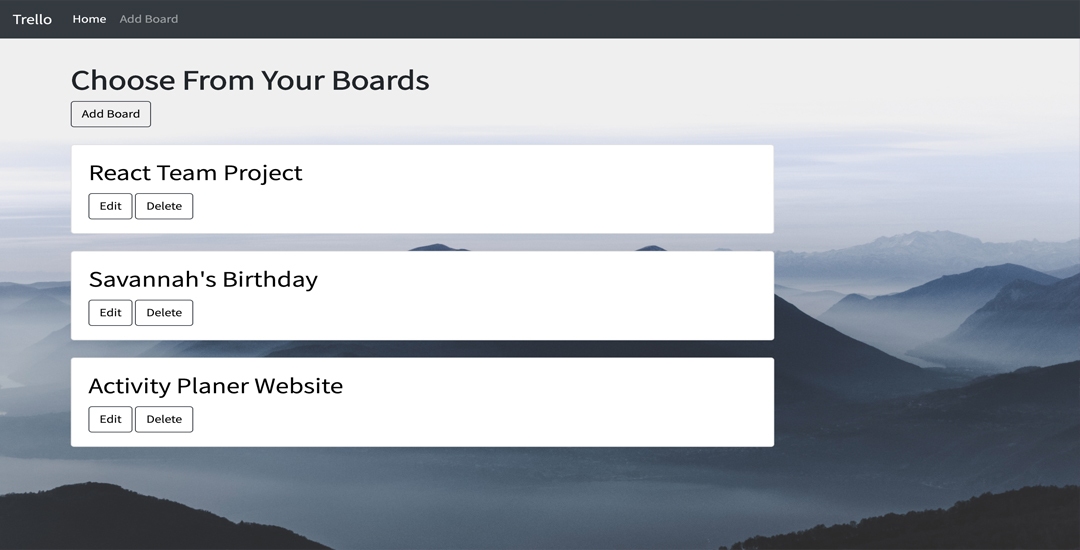 Trello Home Add Board
Choose From Your Boards
Add Board
React Team Project
Edit Delete
Savannah's Birthday
Edit Delete
Activity Planer Website
Edit Delete